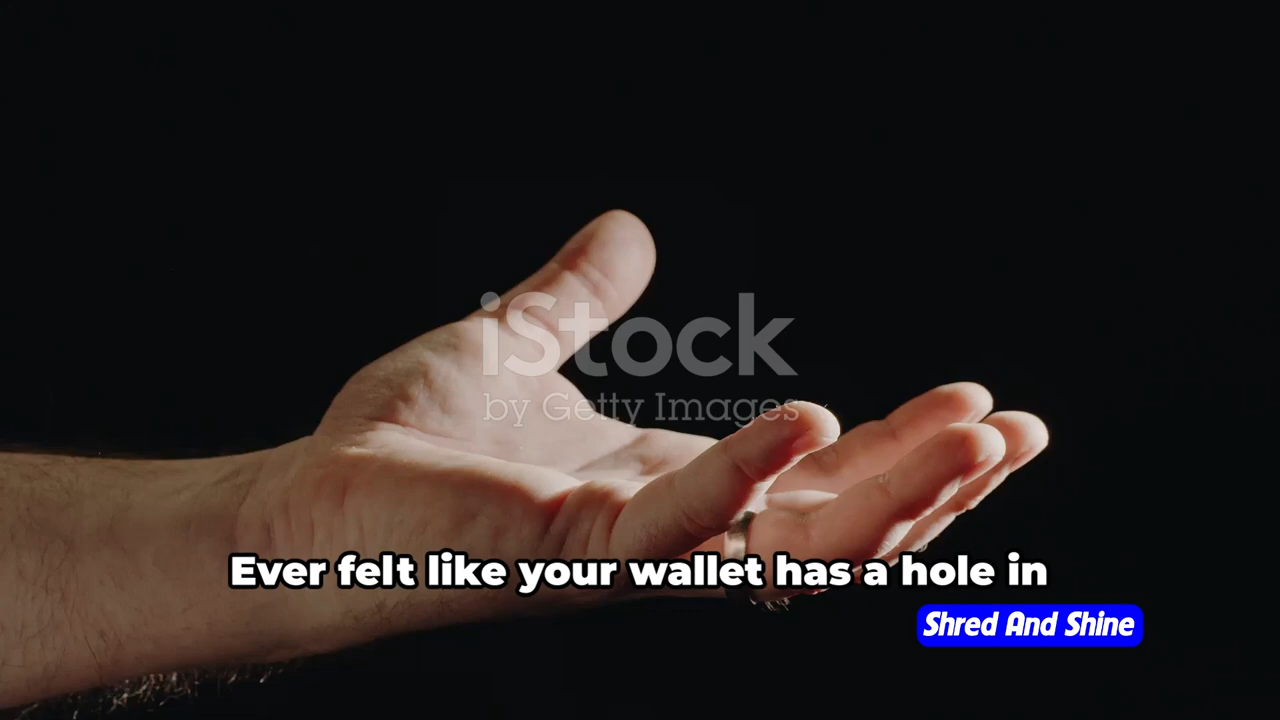 iStock
by Getty Images
Ever felt like your wallet has a hole in
Shred And Shine